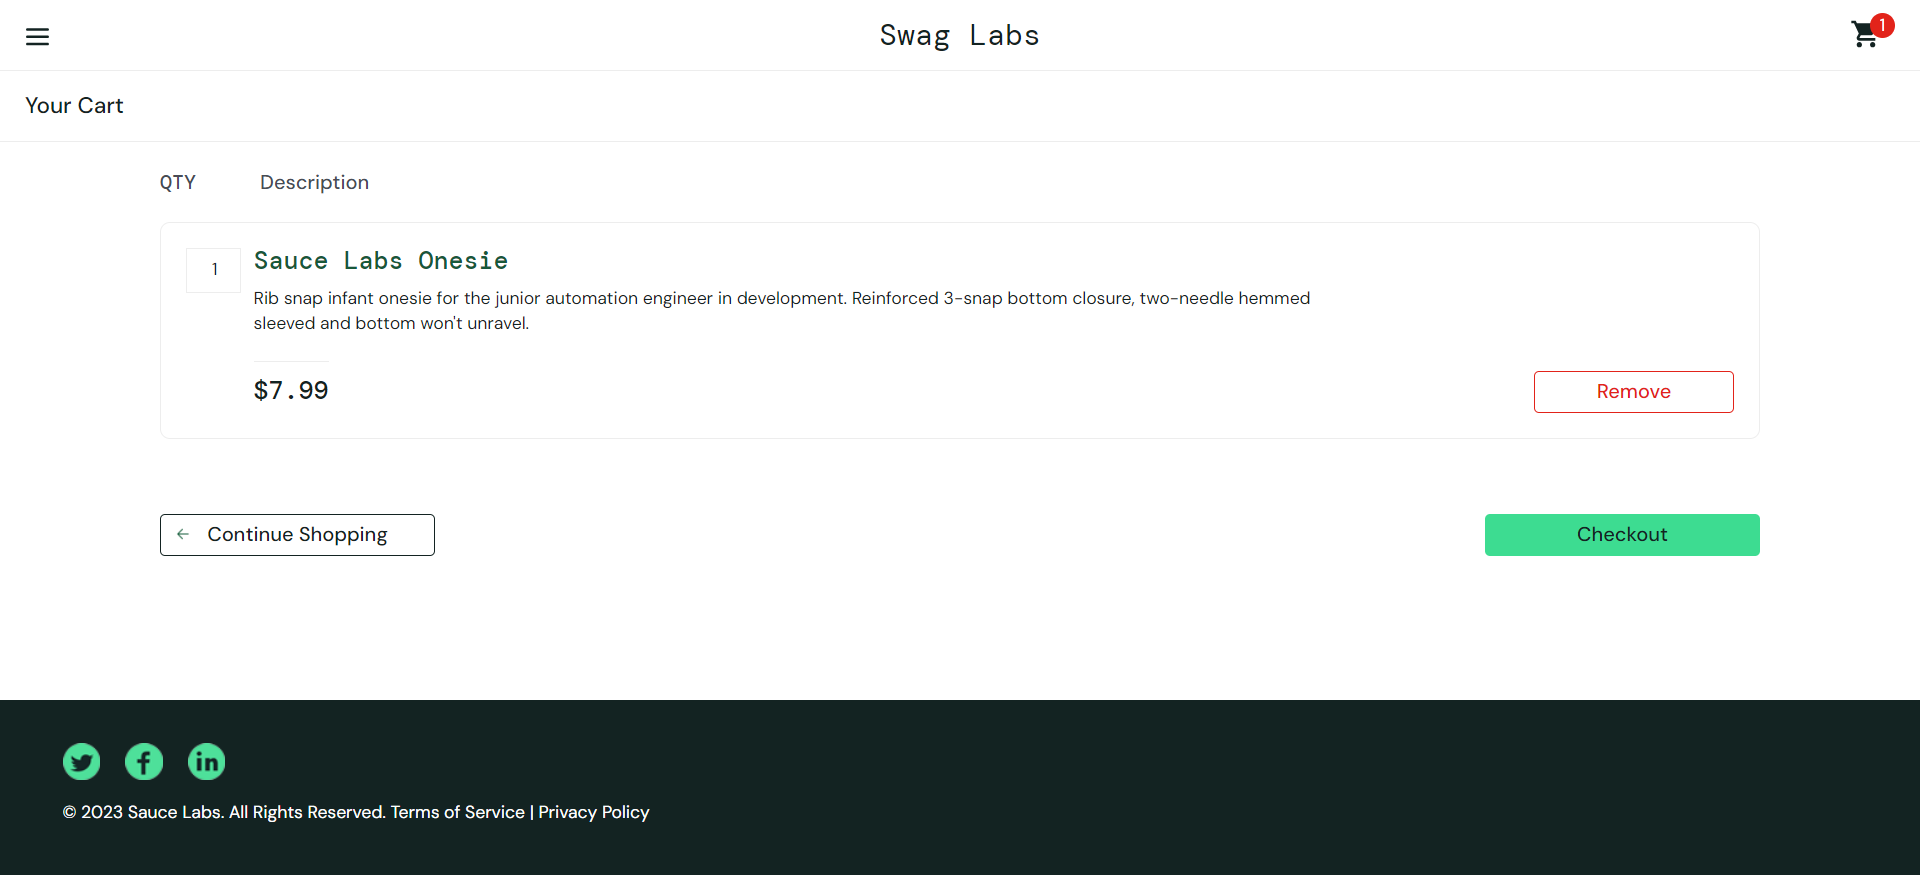 Swag Labs
1
Your Cart
QTY
Description
1
Sauce Labs Onesie
Rib snap infant onesie for the junior automation engineer in development. Reinforced 3-snap bottom closure, two-needle hemmed
sleeved and bottom won't unravel.
$7.99
Remove
Continue Shopping
Checkout
© 2023 Sauce Labs. All Rights Reserved. Terms of Service | Privacy Policy